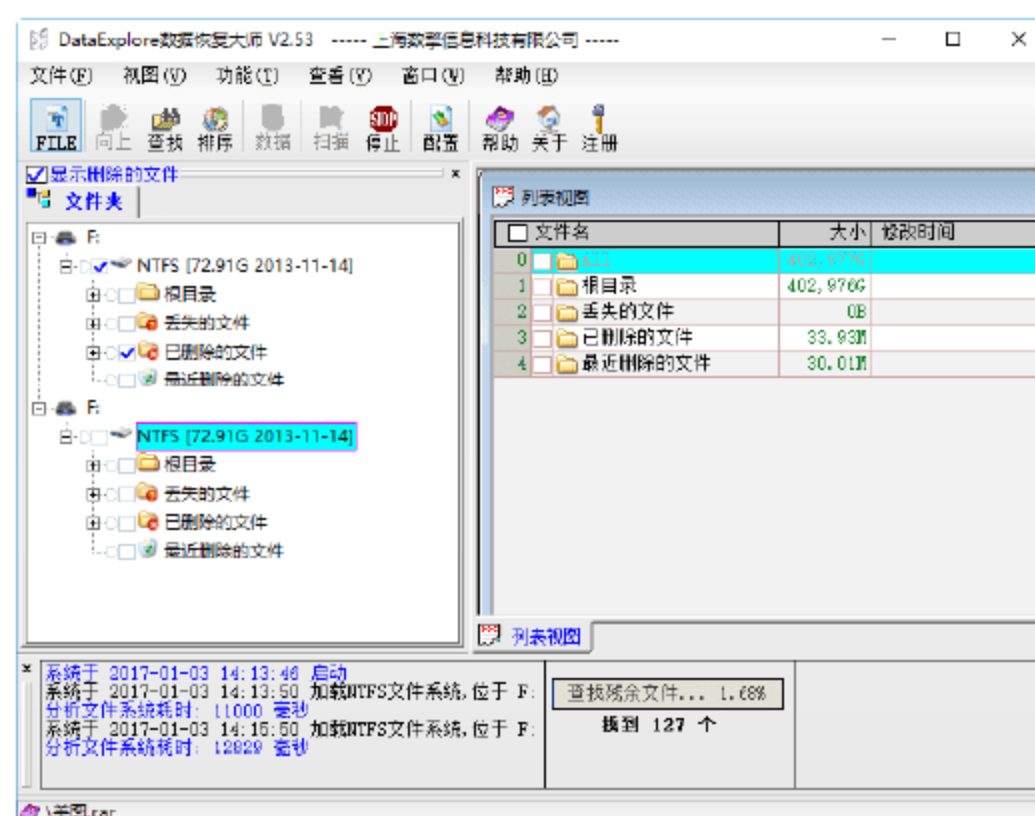 DataExplore数据恢复大师 V2.53 ----- 上海数擎信息科技有限公司 -----
文件(F) 视图(V) 功能(T) 查看(Y) 窗口(W) 帮助(H)
FILE 向上 查找 排序 数据 扫描 停止 配置 帮助 关于 注册
显示删除的文件
文件夹
F:
NTFS [72.91G 2013-11-14]
根目录
丢失的文件
已删除的文件
最近删除的文件
F:
NTFS [72.91G 2013-11-14]
根目录
丢失的文件
已删除的文件
最近删除的文件
列表视图
文件名 大小 修改时间
0 All 402,977G
1 根目录 402,976G
2 丢失的文件 0B
3 已删除的文件 33.93M
4 最近删除的文件 30.01M
列表视图
系统于 2017-01-03 14:13:46 启动
系统于 2017-01-03 14:13:50 加载NTFS文件系统,位于 F:
分析文件系统耗时: 11000 毫秒
系统于 2017-01-03 14:15:50 加载NTFS文件系统,位于 F:
分析文件系统耗时: 12829 毫秒
查找残余文件... 1.68%
找到 127 个
\美图.rar